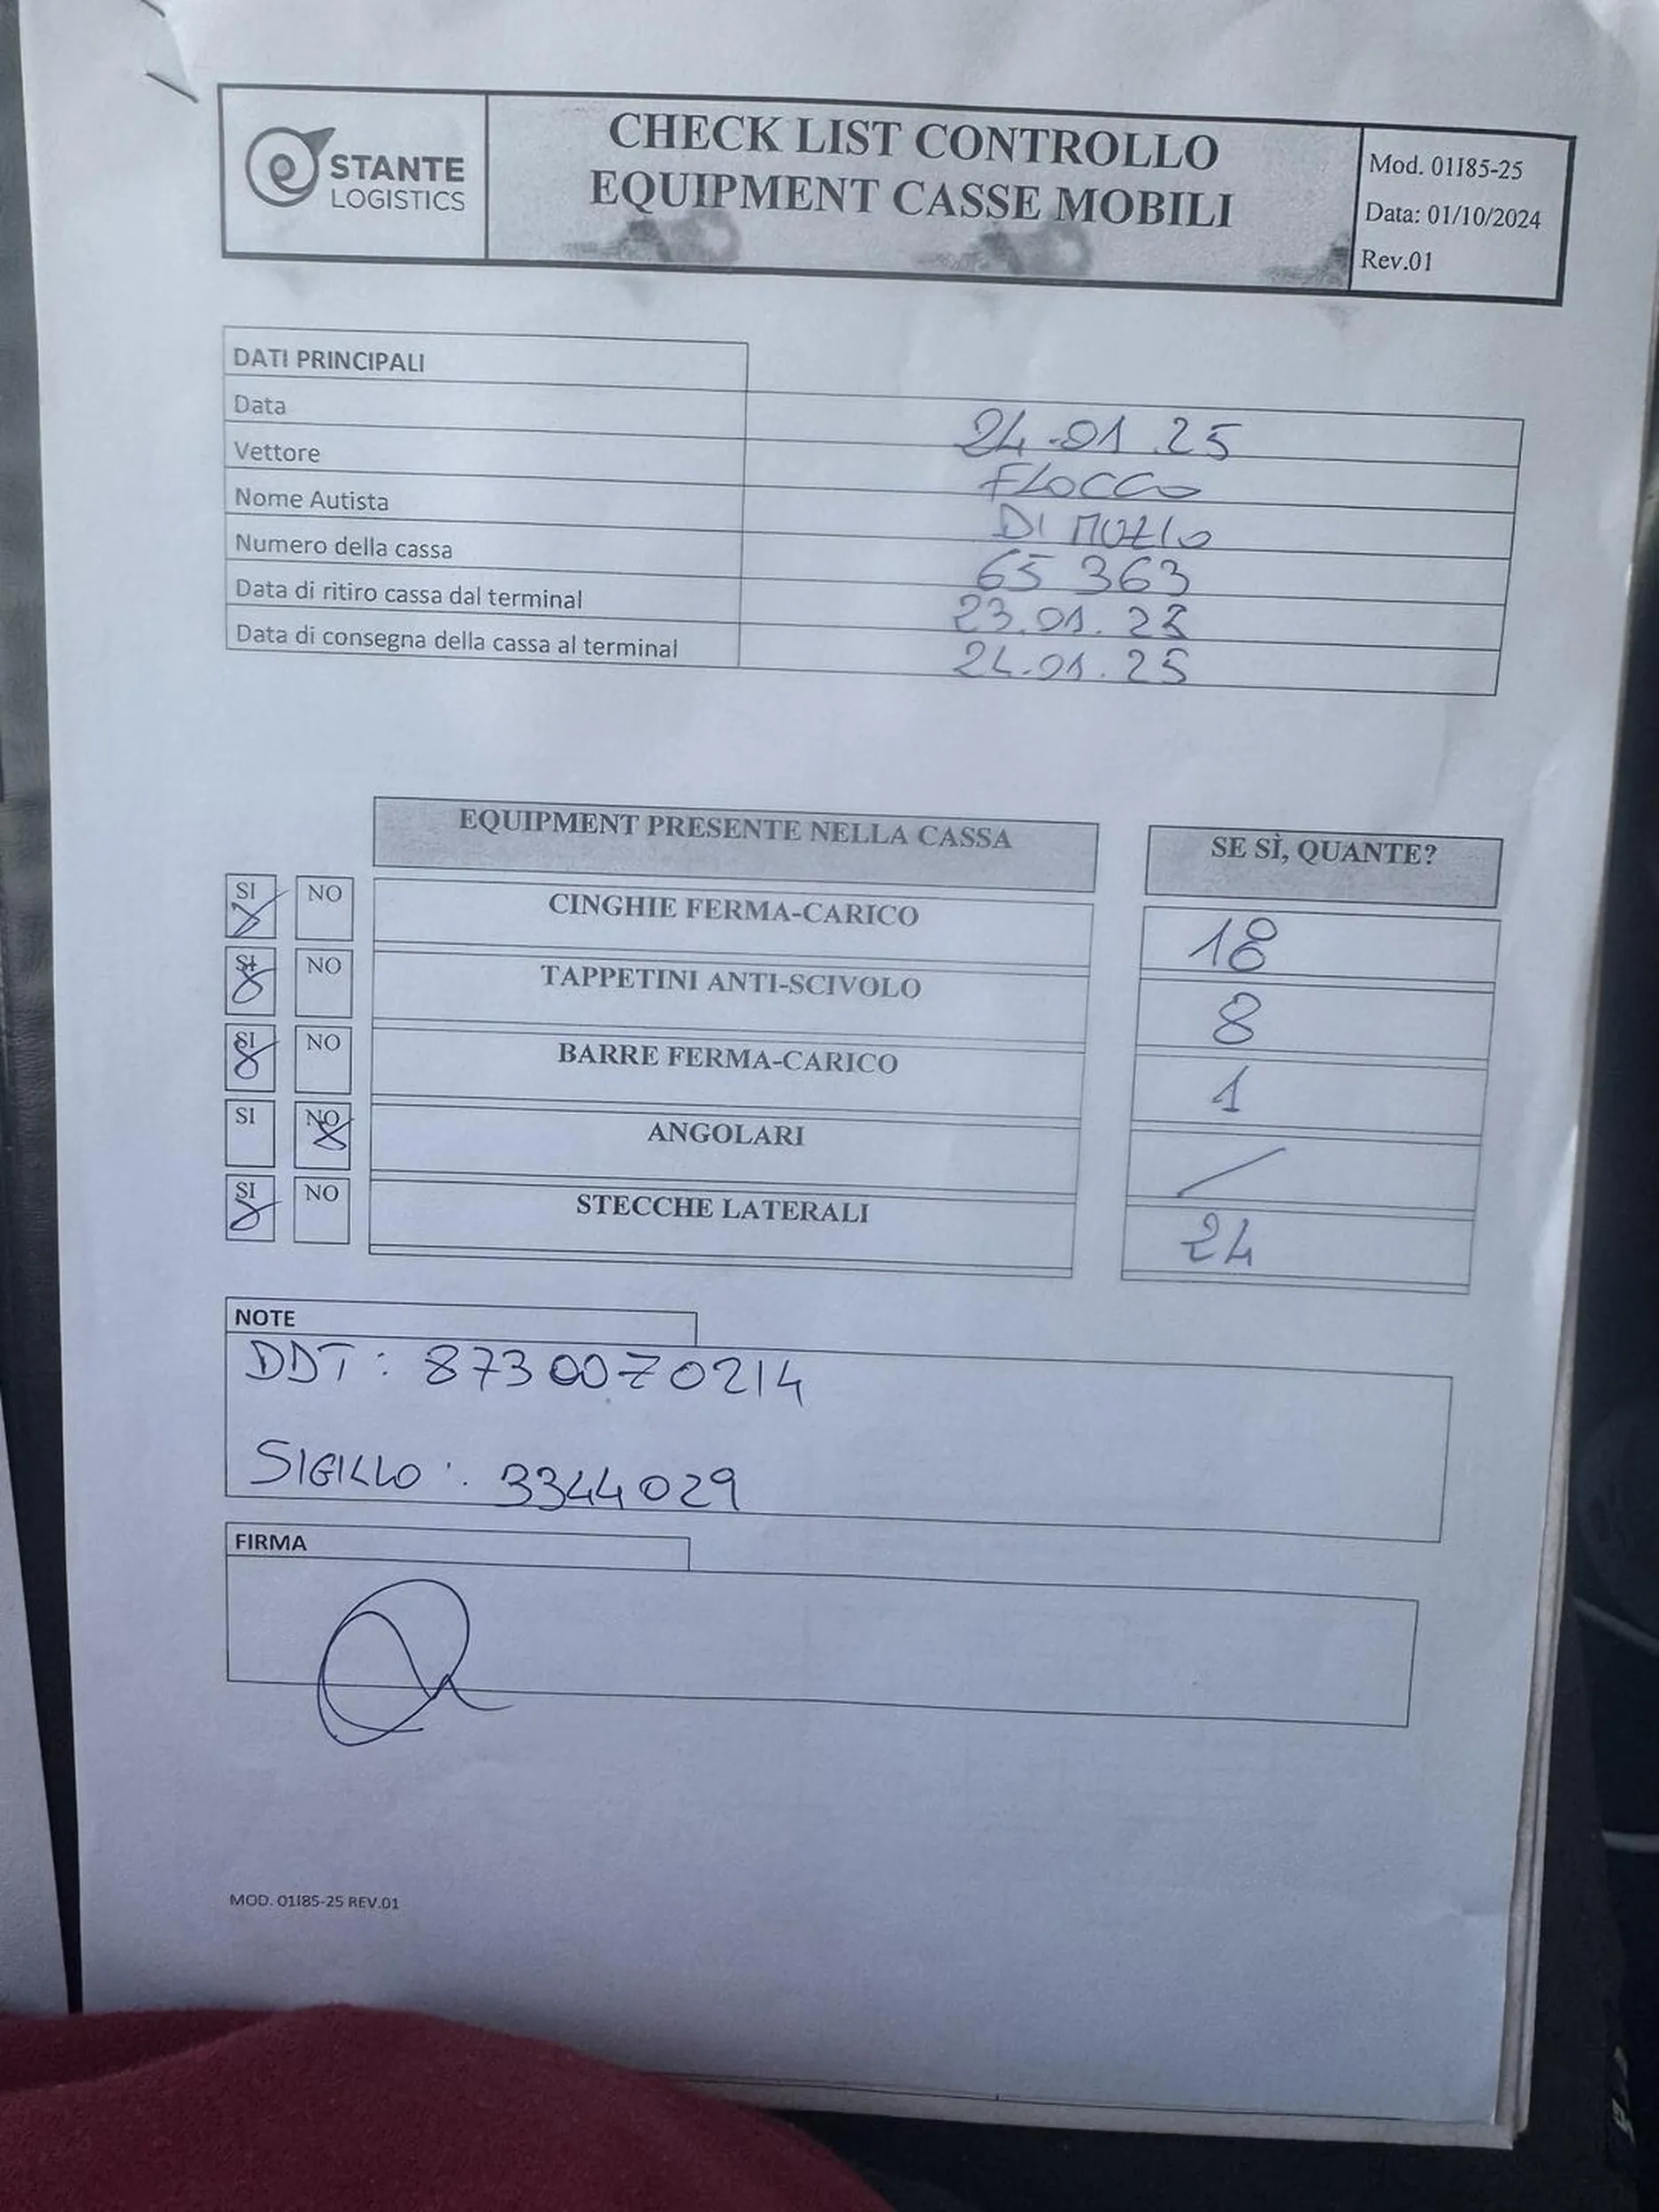 STANTE
LOGISTICS
CHECK LIST CONTROLLO
EQUIPMENT CASSE MOBILI
Mod. 01I85-25
Data: 01/10/2024
Rev.01
DATI PRINCIPALI
Data 24.01.25
Vettore FLOCCO
Nome Autista DI MUZIO
Numero della cassa 65 363
Data di ritiro cassa dal terminal 23.01.25
Data di consegna della cassa al terminal 24.01.25
EQUIPMENT PRESENTE NELLA CASSA SE SÌ, QUANTE?
SI NO CINGHIE FERMA-CARICO 18
SI NO TAPPETINI ANTI-SCIVOLO 8
SI NO BARRE FERMA-CARICO 1
SI NO ANGOLARI /
SI NO STECCHE LATERALI 24
NOTE
DDT: 8730070214
SIGILLO: 3344029
FIRMA
MOD. 01I85-25 REV.01